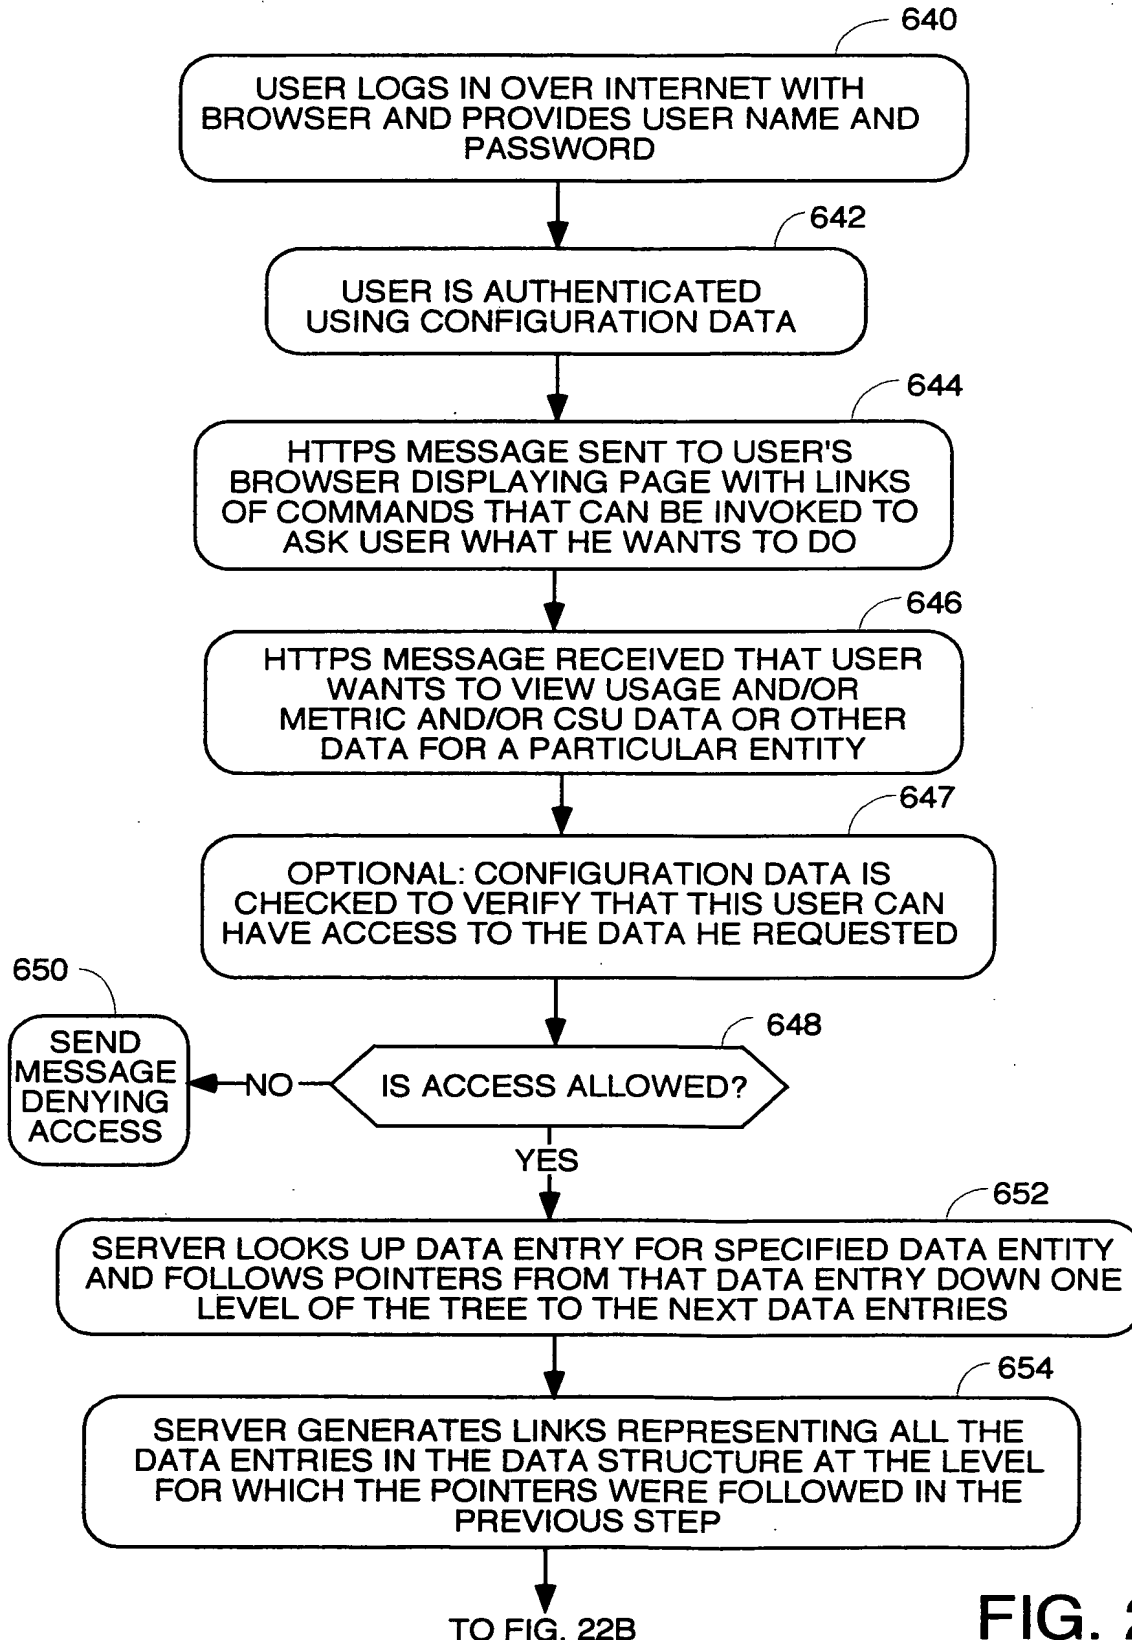 640
USER LOGS IN OVER INTERNET WITH
BROWSER AND PROVIDES USER NAME AND
PASSWORD
642
USER IS AUTHENTICATED
USING CONFIGURATION DATA
644
HTTPS MESSAGE SENT TO USER'S
BROWSER DISPLAYING PAGE WITH LINKS
OF COMMANDS THAT CAN BE INVOKED TO
ASK USER WHAT HE WANTS TO DO
646
HTTPS MESSAGE RECEIVED THAT USER
WANTS TO VIEW USAGE AND/OR
METRIC AND/OR CSU DATA OR OTHER
DATA FOR A PARTICULAR ENTITY
647
OPTIONAL: CONFIGURATION DATA IS
CHECKED TO VERIFY THAT THIS USER CAN
HAVE ACCESS TO THE DATA HE REQUESTED
650
SEND
MESSAGE
DENYING
ACCESS
648
NO
IS ACCESS ALLOWED?
YES
652
SERVER LOOKS UP DATA ENTRY FOR SPECIFIED DATA ENTITY
AND FOLLOWS POINTERS FROM THAT DATA ENTRY DOWN ONE
LEVEL OF THE TREE TO THE NEXT DATA ENTRIES
654
SERVER GENERATES LINKS REPRESENTING ALL THE
DATA ENTRIES IN THE DATA STRUCTURE AT THE LEVEL
FOR WHICH THE POINTERS WERE FOLLOWED IN THE
PREVIOUS STEP
TO FIG. 22B
FIG.